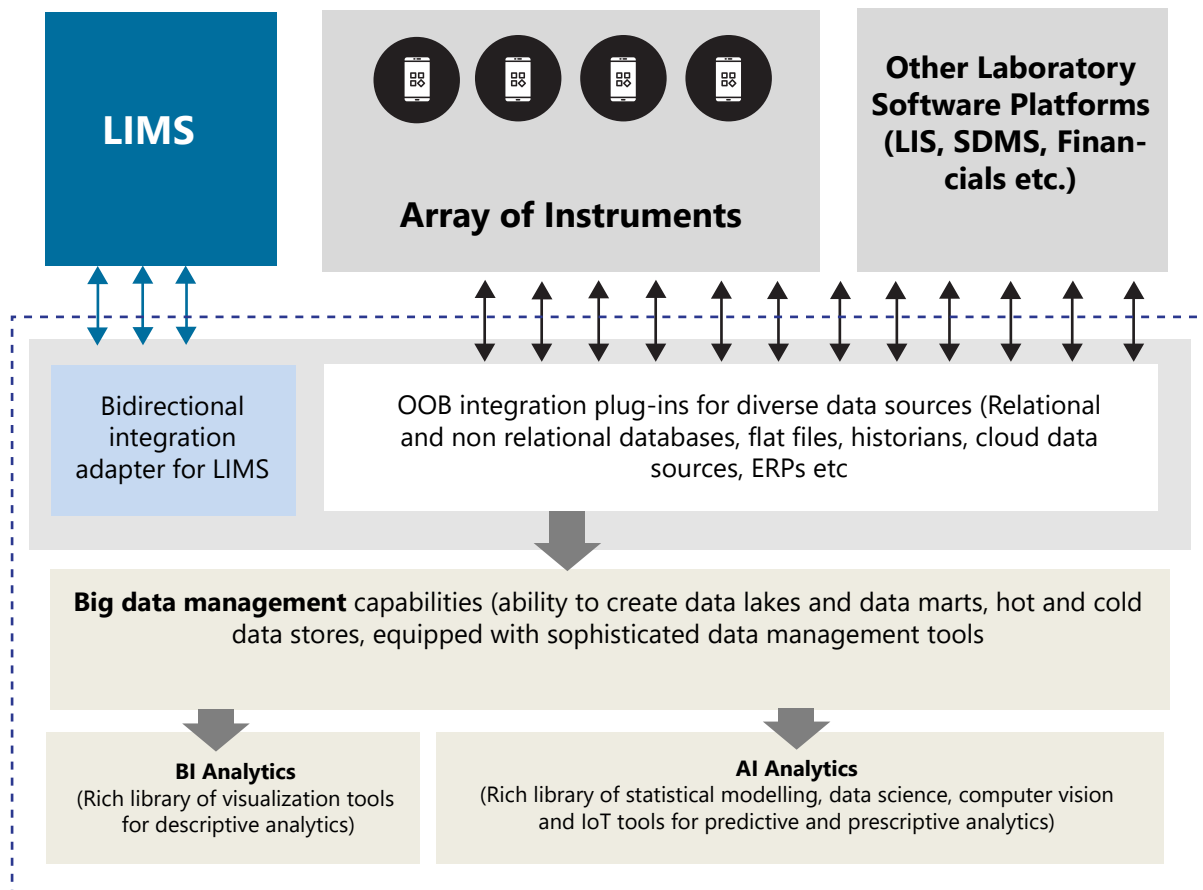 LIMS
Array of Instruments
Other Laboratory
Software Platforms
(LIS, SDMS, Finan-
cials etc.)
Bidirectional
integration
adapter for LIMS
OOB integration plug-ins for diverse data sources (Relational
and non relational databases, flat files, historians, cloud data
sources, ERPs etc
Big data management capabilities (ability to create data lakes and data marts, hot and cold
data stores, equipped with sophisticated data management tools
BI Analytics
(Rich library of visualization tools
for descriptive analytics)
AI Analytics
(Rich library of statistical modelling, data science, computer vision
and IoT tools for predictive and prescriptive analytics)